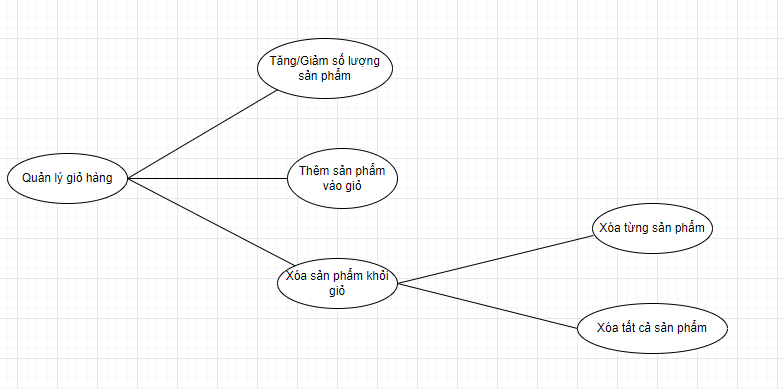 Tăng/Giảm số lượng
sản phẩm
Quản lý giỏ hàng
Thêm sản phẩm
vào giỏ
Xóa sản phẩm khỏi
giỏ
Xóa từng sản phẩm
Xóa tất cả sản phẩm